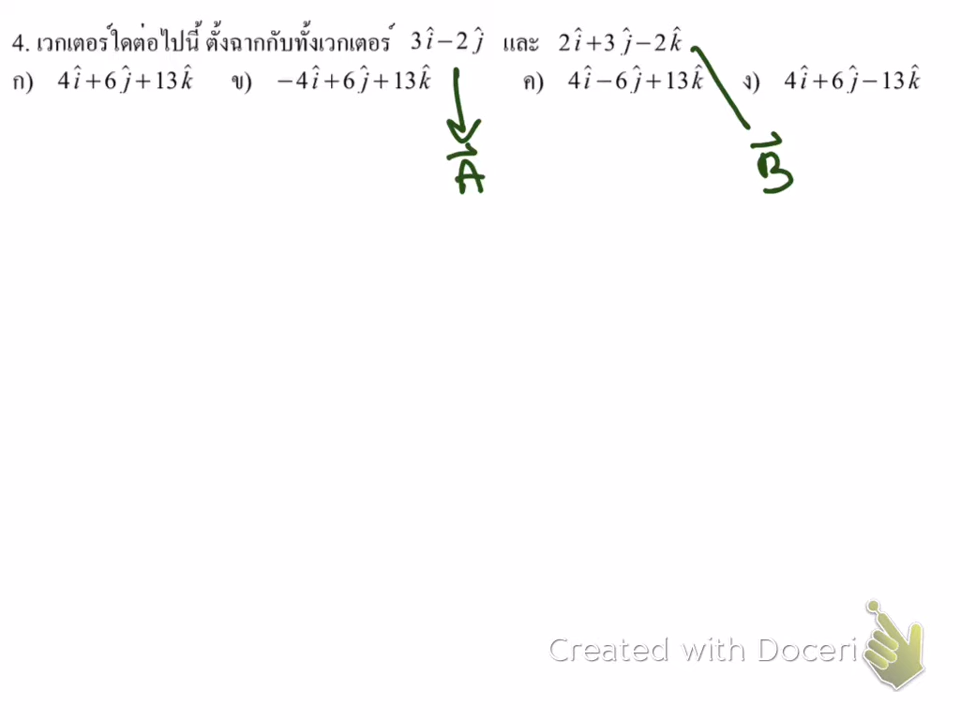 4. เวกเตอร์ใดต่อไปนี้ ตั้งฉากกับทั้งเวกเตอร์ 3î−2ĵ และ 2î+3ĵ−2k̂
ก) 4î+6ĵ+13k̂ ข) −4î+6ĵ+13k̂ ค) 4î−6ĵ+13k̂ ง) 4î+6ĵ−13k̂
A⃗ B⃗
Created with Doceri